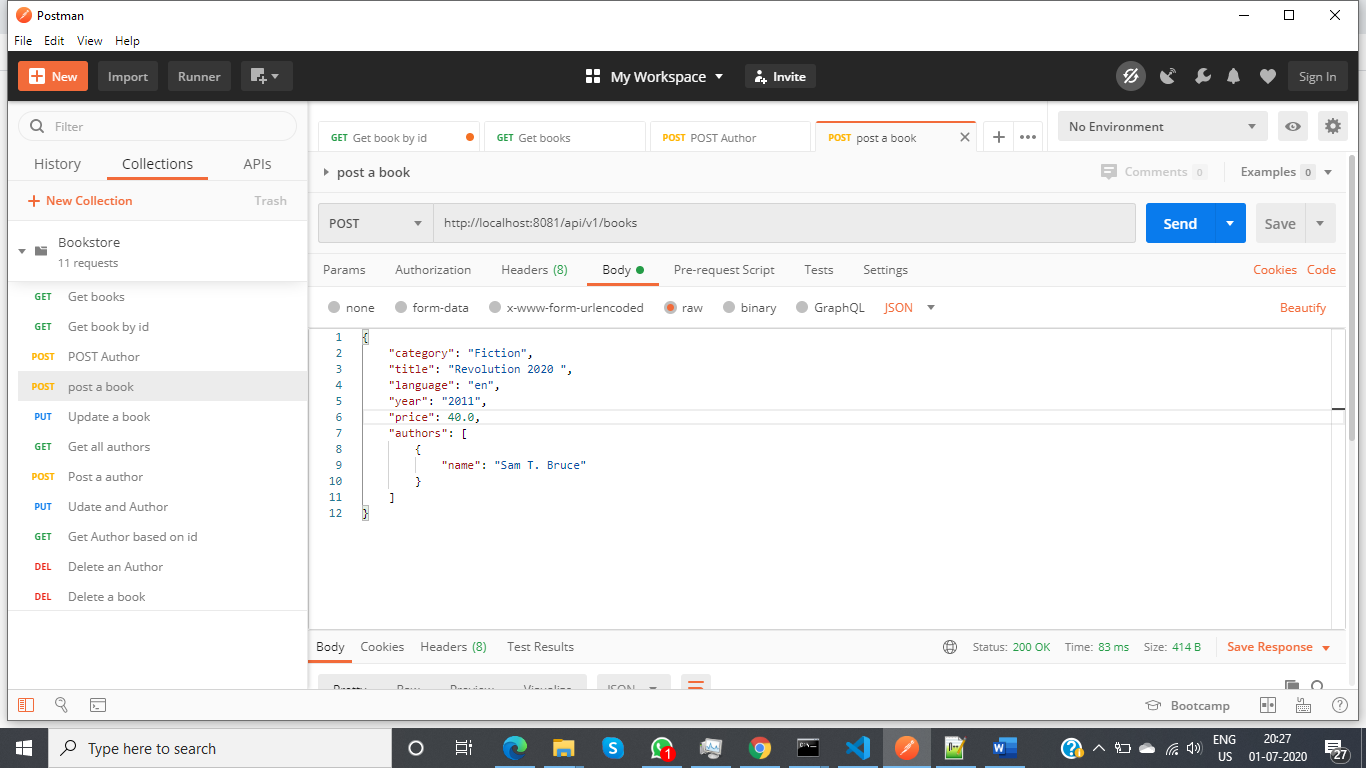 Postman
File Edit View Help
New Import Runner My Workspace Invite Sign In
Filter
History Collections APIs
New Collection Trash
Bookstore
11 requests
GET Get books
GET Get book by id
POST POST Author
POST post a book
PUT Update a book
GET Get all authors
POST Post a author
PUT Udate and Author
GET Get Author based on id
DEL Delete an Author
DEL Delete a book
GET Get book by id GET Get books POST POST Author POST post a book No Environment
post a book Comments 0 Examples 0
POST http://localhost:8081/api/v1/books Send Save
Params Authorization Headers (8) Body Pre-request Script Tests Settings Cookies Code
none form-data x-www-form-urlencoded raw binary GraphQL JSON Beautify
1 {
2 "category": "Fiction",
3 "title": "Revolution 2020 ",
4 "language": "en",
5 "year": "2011",
6 "price": 40.0,
7 "authors": [
8 {
9 "name": "Sam T. Bruce"
10 }
11 ]
12 }
Body Cookies Headers (8) Test Results Status: 200 OK Time: 83 ms Size: 414 B Save Response
Pretty Raw Preview Visualize JSON
Bootcamp
Type here to search 1 ENG 20:27
US 01-07-2020 27